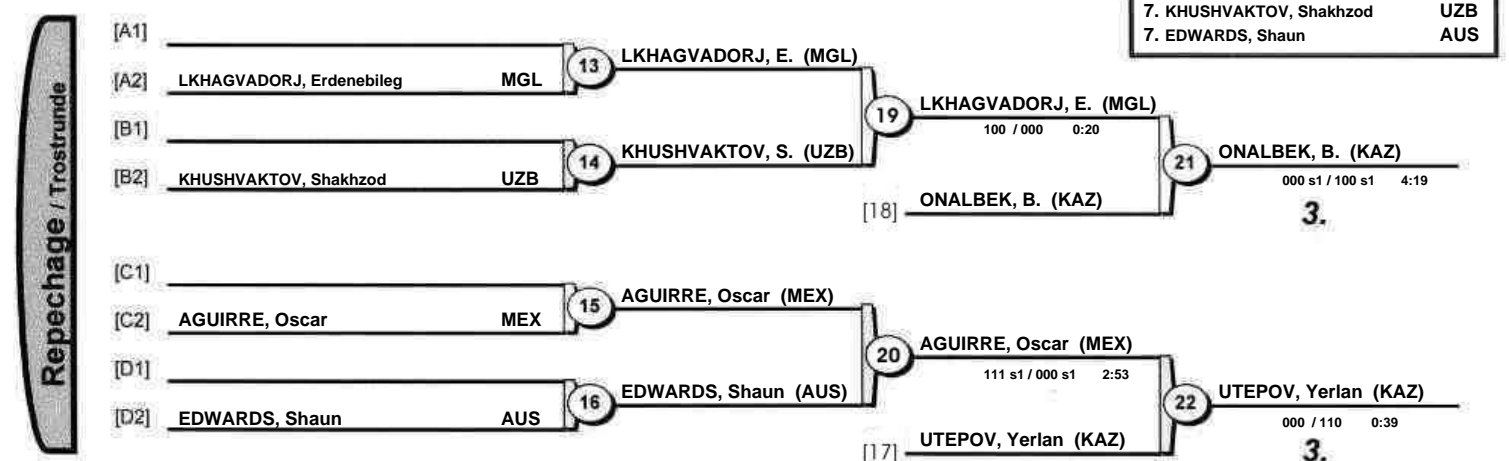 7. KHUSHVAKTOV, Shakhzod UZB
7. EDWARDS, Shaun AUS
Repechage / Trostrunde
[A1]
[A2] LKHAGVADORJ, Erdenebileg MGL
13
LKHAGVADORJ, E. (MGL)
[B1]
[B2] KHUSHVAKTOV, Shakhzod UZB
14
KHUSHVAKTOV, S. (UZB)
19
LKHAGVADORJ, E. (MGL)
100 / 000 0:20
[18] ONALBEK, B. (KAZ)
21
ONALBEK, B. (KAZ)
000 s1 / 100 s1 4:19
3.
[C1]
[C2] AGUIRRE, Oscar MEX
15
AGUIRRE, Oscar (MEX)
[D1]
[D2] EDWARDS, Shaun AUS
16
EDWARDS, Shaun (AUS)
20
AGUIRRE, Oscar (MEX)
111 s1 / 000 s1 2:53
[17] UTEPOV, Yerlan (KAZ)
22
UTEPOV, Yerlan (KAZ)
000 / 110 0:39
3.